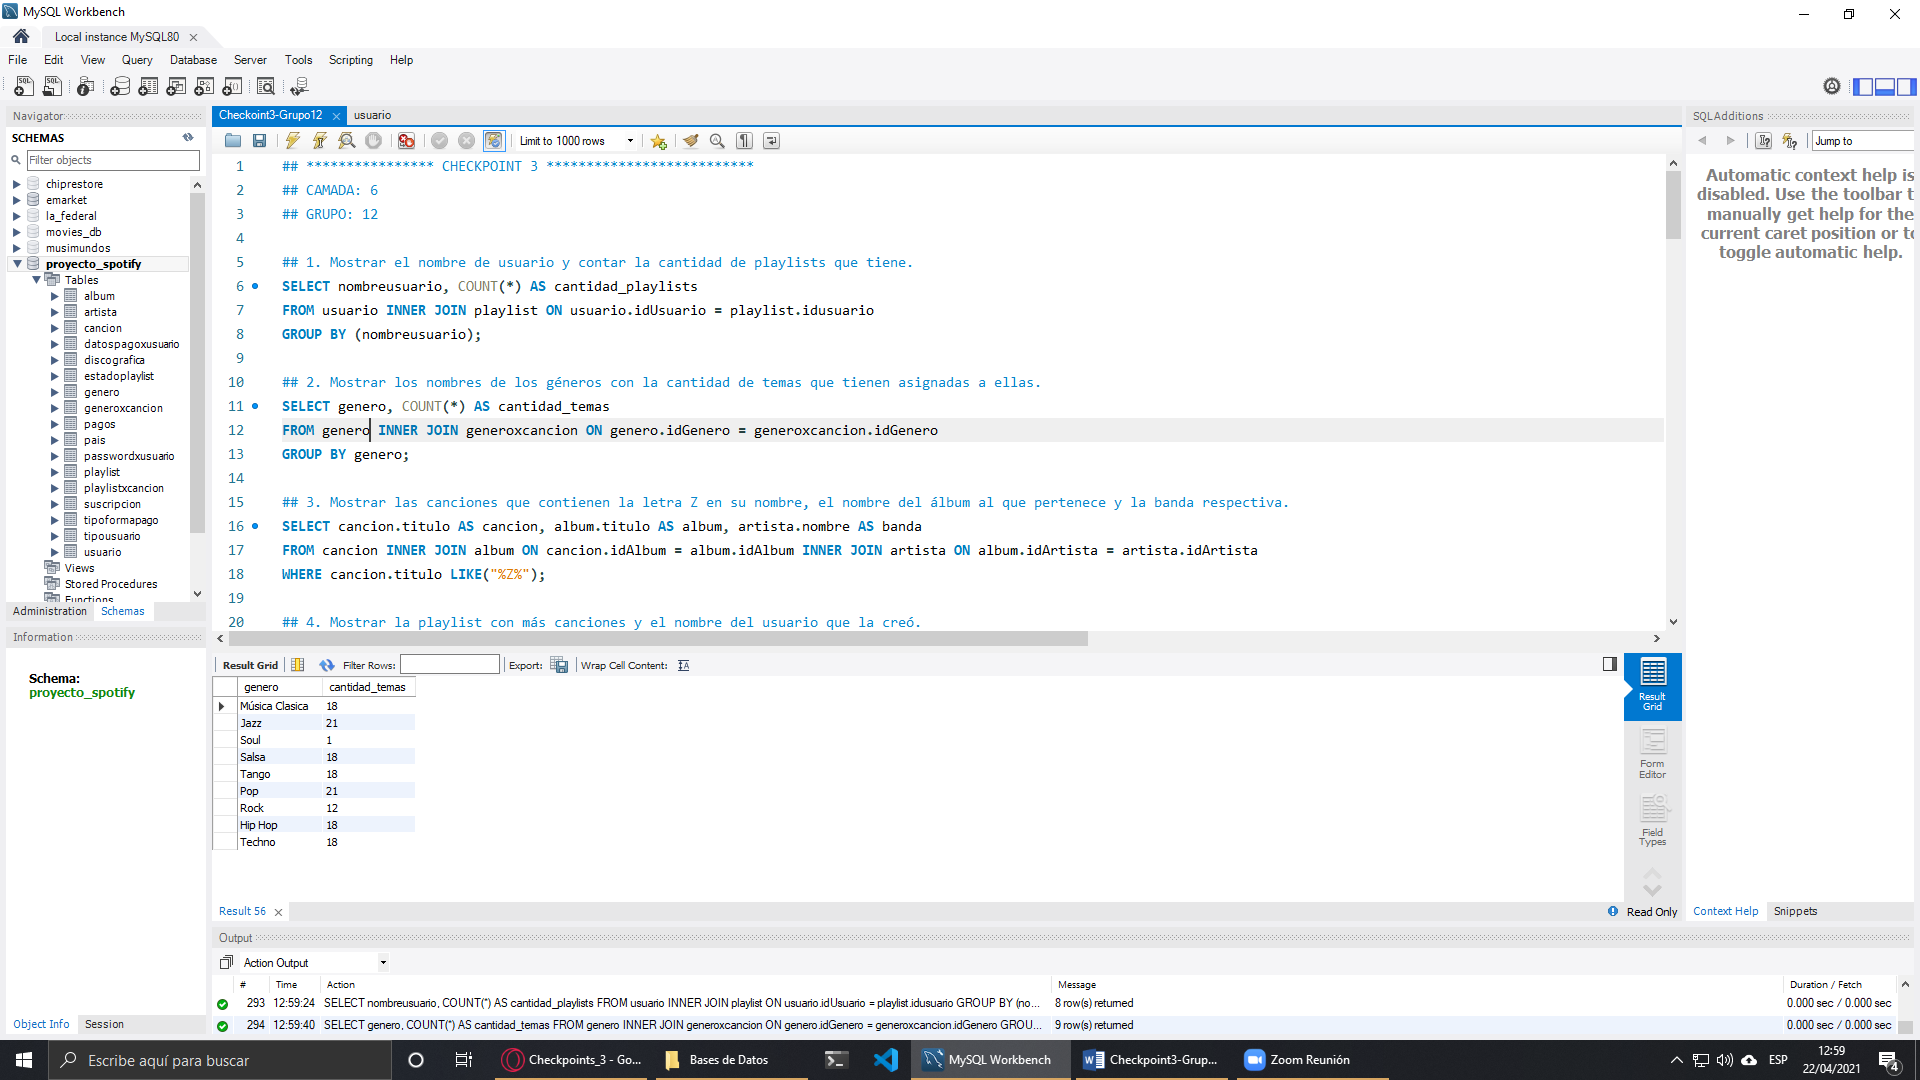 MySQL Workbench
Local instance MySQL80
File Edit View Query Database Server Tools Scripting Help
Navigator
SCHEMAS
Filter objects
chiprestore
emarket
la_federal
movies_db
musimundos
proyecto_spotify
Tables
album
artista
cancion
datospagoxusuario
discografica
estadoplaylist
genero
generoxcancion
pagos
pais
passwordxusuario
playlist
playlistxcancion
suscripcion
tipoformapago
tipousuario
usuario
Views
Stored Procedures
Functions
Administration Schemas
Information
Schema:
proyecto_spotify
Object Info Session
Checkoint3-Grupo12 usuario
Limit to 1000 rows
1 ## **************** CHECKPOINT 3 **************************
2 ## CAMADA: 6
3 ## GRUPO: 12
4
5 ## 1. Mostrar el nombre de usuario y contar la cantidad de playlists que tiene.
6 SELECT nombreusuario, COUNT(*) AS cantidad_playlists
7 FROM usuario INNER JOIN playlist ON usuario.idUsuario = playlist.idusuario
8 GROUP BY (nombreusuario);
9
10 ## 2. Mostrar los nombres de los géneros con la cantidad de temas que tienen asignadas a ellas.
11 SELECT genero, COUNT(*) AS cantidad_temas
12 FROM genero INNER JOIN generoxcancion ON genero.idGenero = generoxcancion.idGenero
13 GROUP BY genero;
14
15 ## 3. Mostrar las canciones que contienen la letra Z en su nombre, el nombre del álbum al que pertenece y la banda respectiva.
16 SELECT cancion.titulo AS cancion, album.titulo AS album, artista.nombre AS banda
17 FROM cancion INNER JOIN album ON cancion.idAlbum = album.idAlbum INNER JOIN artista ON album.idArtista = artista.idArtista
18 WHERE cancion.titulo LIKE("%Z%");
19
20 ## 4. Mostrar la playlist con más canciones y el nombre del usuario que la creó.
Result Grid Filter Rows: Export: Wrap Cell Content:
genero cantidad_temas
Música Clasica 18
Jazz 21
Soul 1
Salsa 18
Tango 18
Pop 21
Rock 12
Hip Hop 18
Techno 18
Result
Grid
Form
Editor
Field
Types
Result 56
Read Only
SQLAdditions
Jump to
Automatic context help is
disabled. Use the toolbar t
manually get help for the
current caret position or to
toggle automatic help.
Context Help Snippets
Output
Action Output
# Time Action Message Duration / Fetch
293 12:59:24 SELECT nombreusuario, COUNT(*) AS cantidad_playlists FROM usuario INNER JOIN playlist ON usuario.idUsuario = playlist.idusuario GROUP BY (no... 8 row(s) returned 0.000 sec / 0.000 sec
294 12:59:40 SELECT genero, COUNT(*) AS cantidad_temas FROM genero INNER JOIN generoxcancion ON genero.idGenero = generoxcancion.idGenero GROU... 9 row(s) returned 0.000 sec / 0.000 sec
Escribe aquí para buscar
Checkpoints_3 - Go...
Bases de Datos
MySQL Workbench
Checkpoint3-Grup...
Zoom Reunión
ESP
12:59
22/04/2021
4